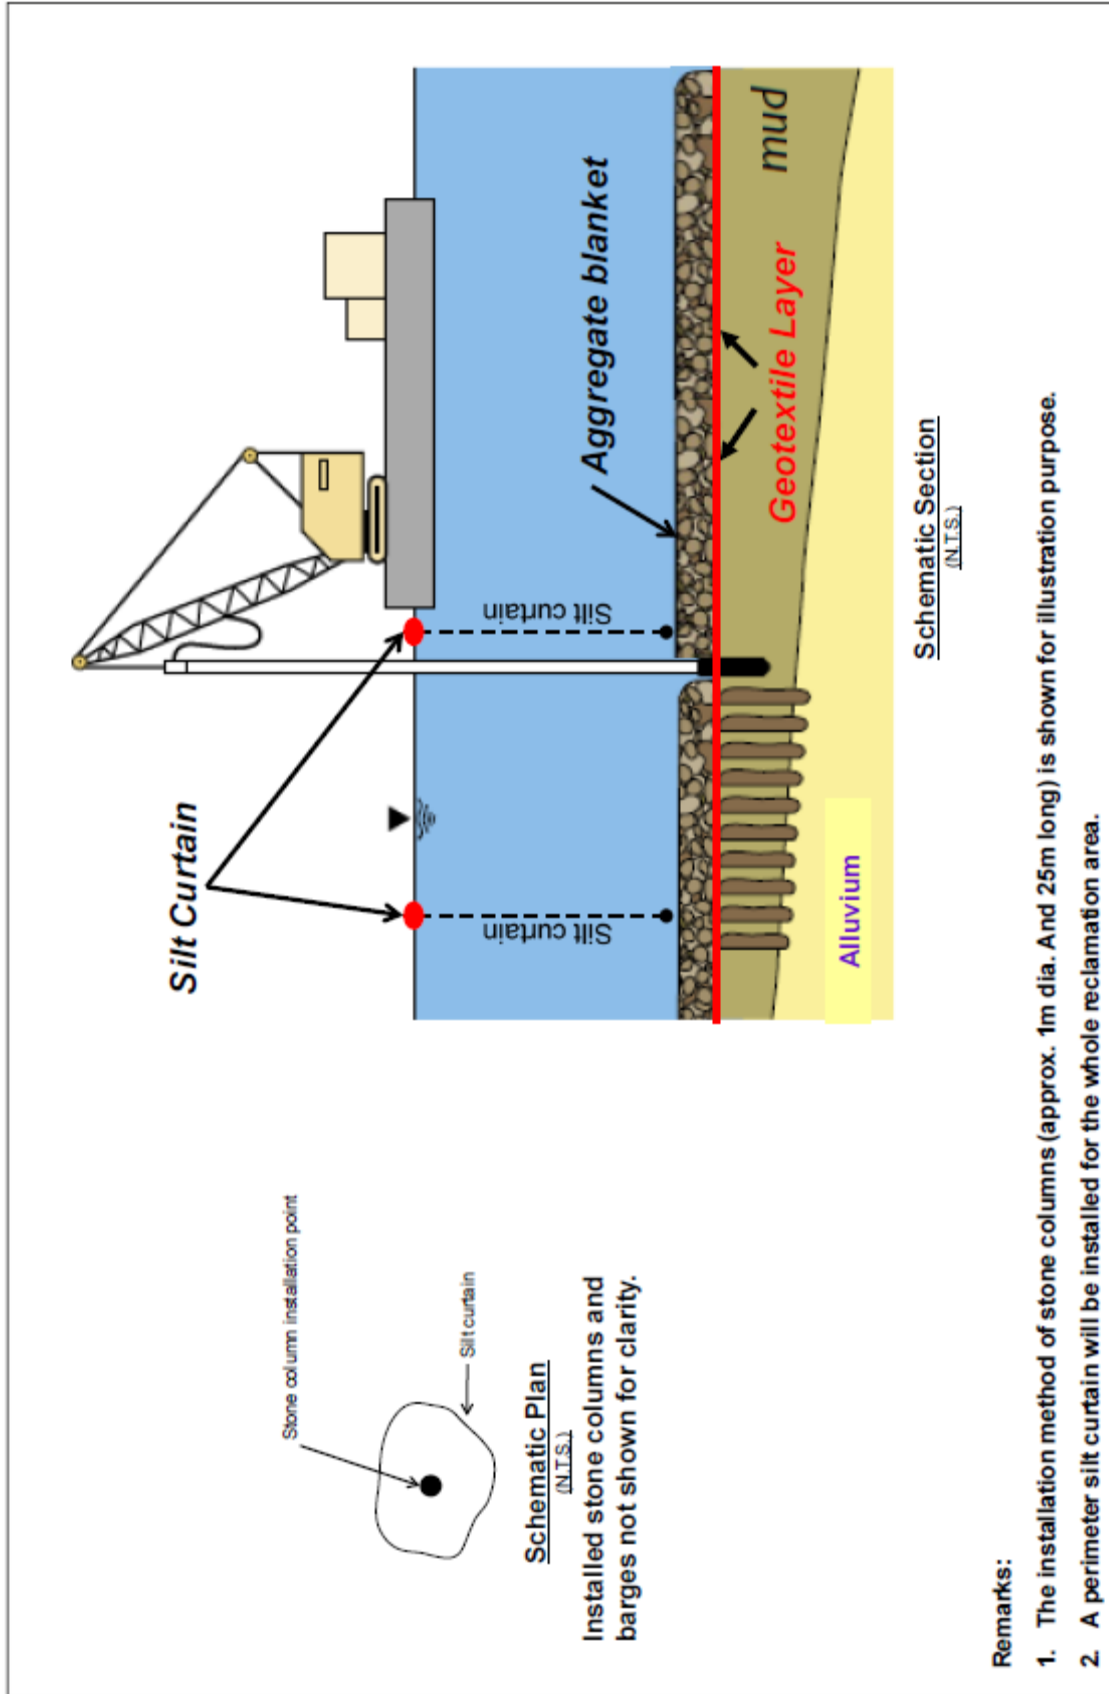 Silt Curtain
Silt curtain
Silt curtain
Aggregate blanket
mud
Geotextile Layer
Alluvium
Schematic Section
(N.T.S.)
Stone column installation point
Silt curtain
Schematic Plan
(N.T.S.)
Installed stone columns and
barges not shown for clarity.
Remarks:
1. The installation method of stone columns (approx. 1m dia. And 25m long) is shown for illustration purpose.
2. A perimeter silt curtain will be installed for the whole reclamation area.